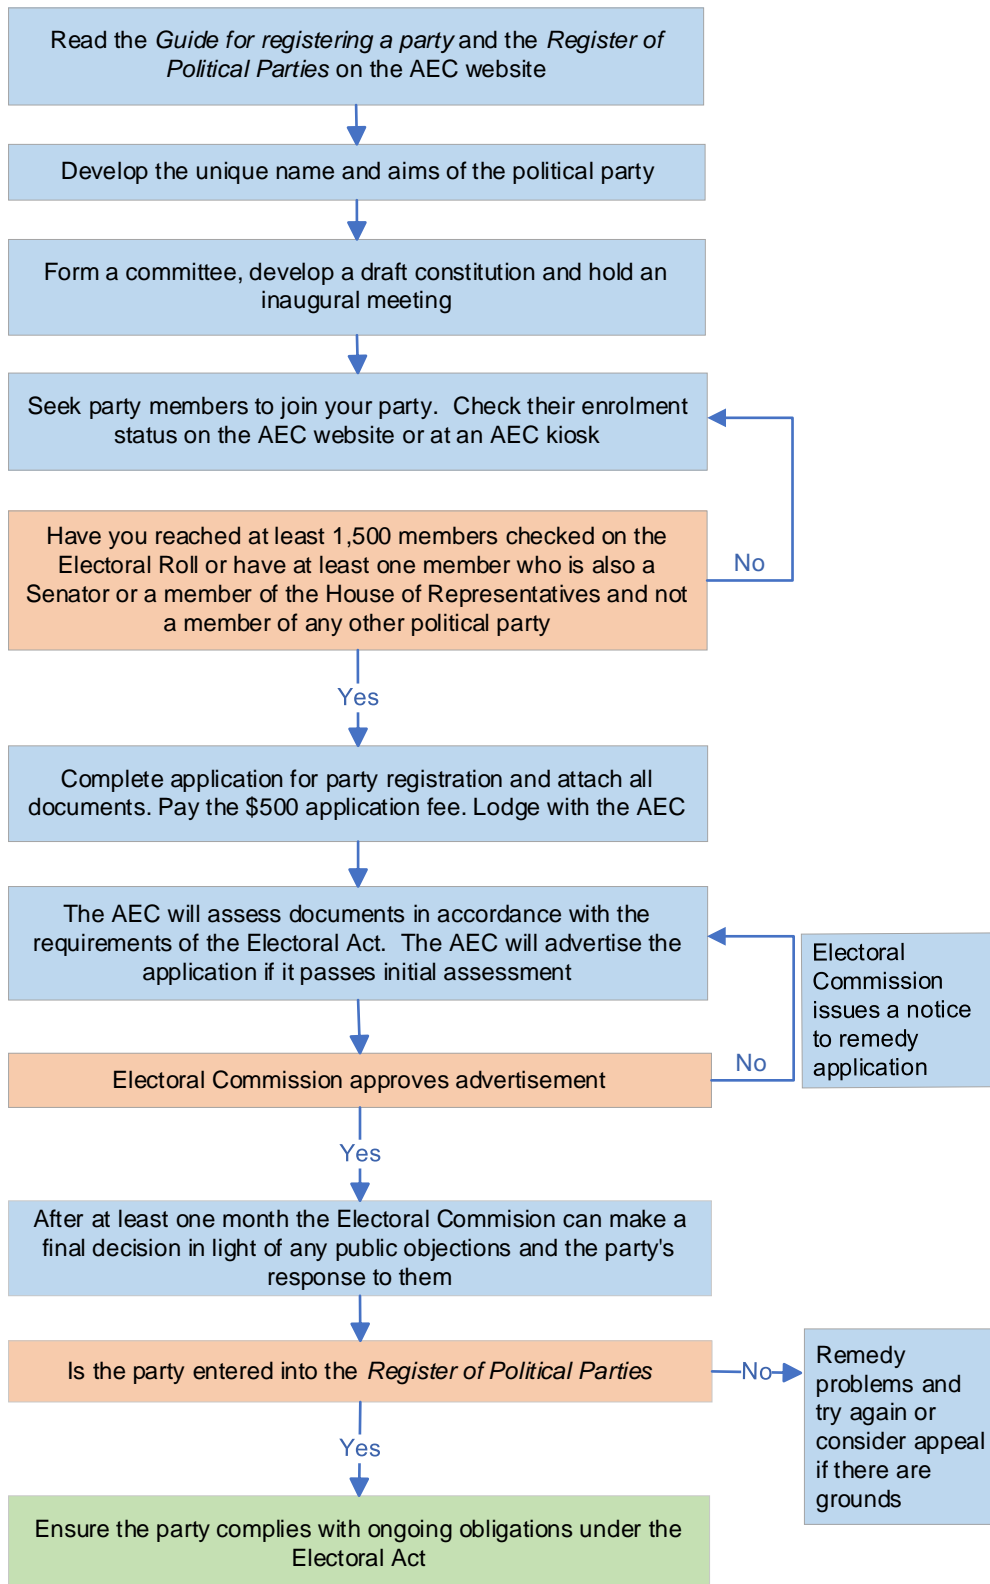 Read the Guide for registering a party and the Register of
Political Parties on the AEC website
Develop the unique name and aims of the political party
Form a committee, develop a draft constitution and hold an
inaugural meeting
Seek party members to join your party.  Check their enrolment
status on the AEC website or at an AEC kiosk
Have you reached at least 1,500 members checked on the
Electoral Roll or have at least one member who is also a
Senator or a member of the House of Representatives and not
a member of any other political party
No
Yes
Complete application for party registration and attach all
documents. Pay the $500 application fee. Lodge with the AEC
The AEC will assess documents in accordance with the
requirements of the Electoral Act.  The AEC will advertise the
application if it passes initial assessment
Electoral
Commission
issues a notice
to remedy
application
Electoral Commission approves advertisement
No
Yes
After at least one month the Electoral Commision can make a
final decision in light of any public objections and the party's
response to them
Is the party entered into the Register of Political Parties
No
Remedy
problems and
try again or
consider appeal
if there are
grounds
Yes
Ensure the party complies with ongoing obligations under the
Electoral Act